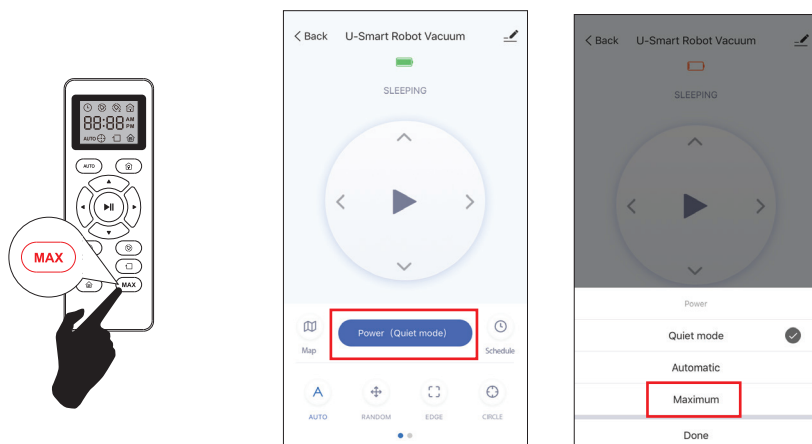 88:88 AM
PM
AUTO
AUTO
MAX
MAX
< Back U-Smart Robot Vacuum
SLEEPING
Map
Power (Quiet mode)
Schedule
AUTO RANDOM EDGE CIRCLE
< Back U-Smart Robot Vacuum
SLEEPING
Power
Quiet mode
Automatic
Maximum
Done